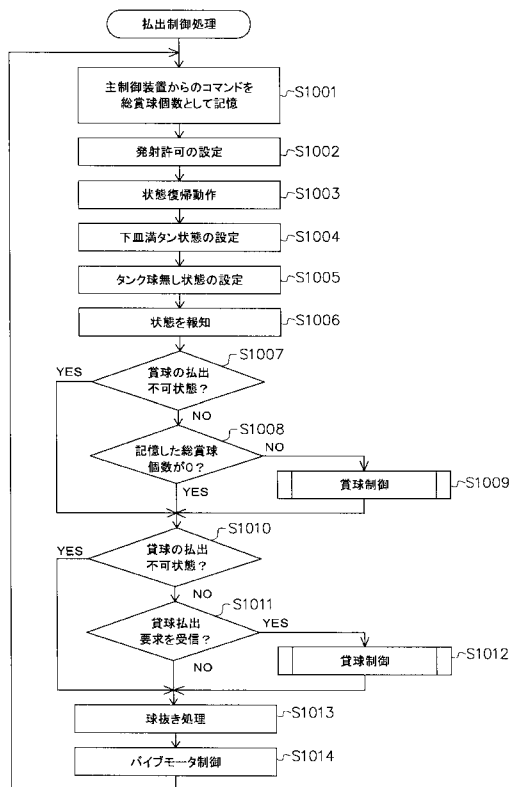 払出制御処理
主制御装置からのコマンドを
総賞球個数として記憶
S1001
発射許可の設定
S1002
状態復帰動作
S1003
下皿満タン状態の設定
S1004
タンク球無し状態の設定
S1005
状態を報知
S1006
S1007
賞球の払出
不可状態?
YES
NO
S1008
記憶した総賞球
個数が0?
NO
YES
賞球制御
S1009
S1010
貸球の払出
不可状態?
YES
NO
S1011
貸球払出
要求を受信?
YES
NO
貸球制御
S1012
球抜き処理
S1013
バイブモータ制御
S1014